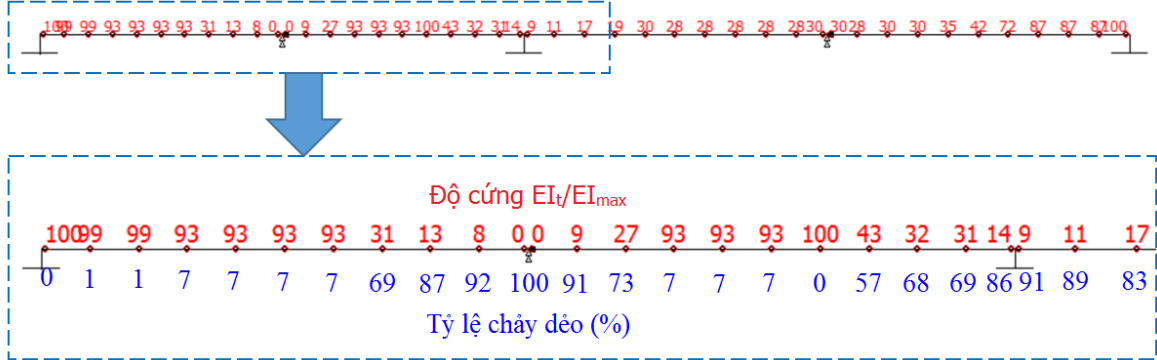 100 99 99 93 93 93 93 31 13 8 0 0 9 27 93 93 93 100 43 32 31 14 9 11 17 19 30 28 28 28 28 28 30 30 28 30 30 35 42 72 87 87 87 100
Độ cứng EIt/EImax
100 99 99 93 93 93 93 31 13 8 0 0 9 27 93 93 93 100 43 32 31 14 9 11 17
0 1 1 7 7 7 7 69 87 92 100 91 73 7 7 7 0 57 68 69 86 91 89 83
Tỷ lệ chảy dẻo (%)